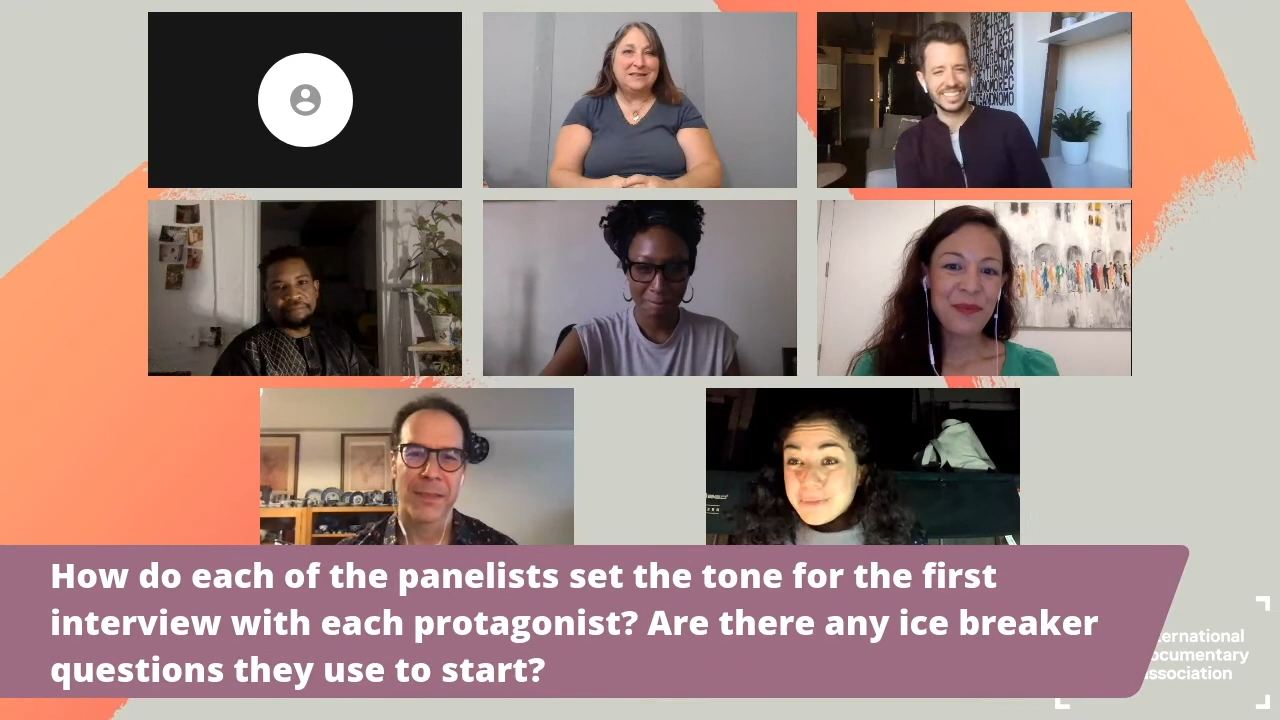 How do each of the panelists set the tone for the first
interview with each protagonist? Are there any ice breaker
questions they use to start?
ternational
ocumentary
ssociation